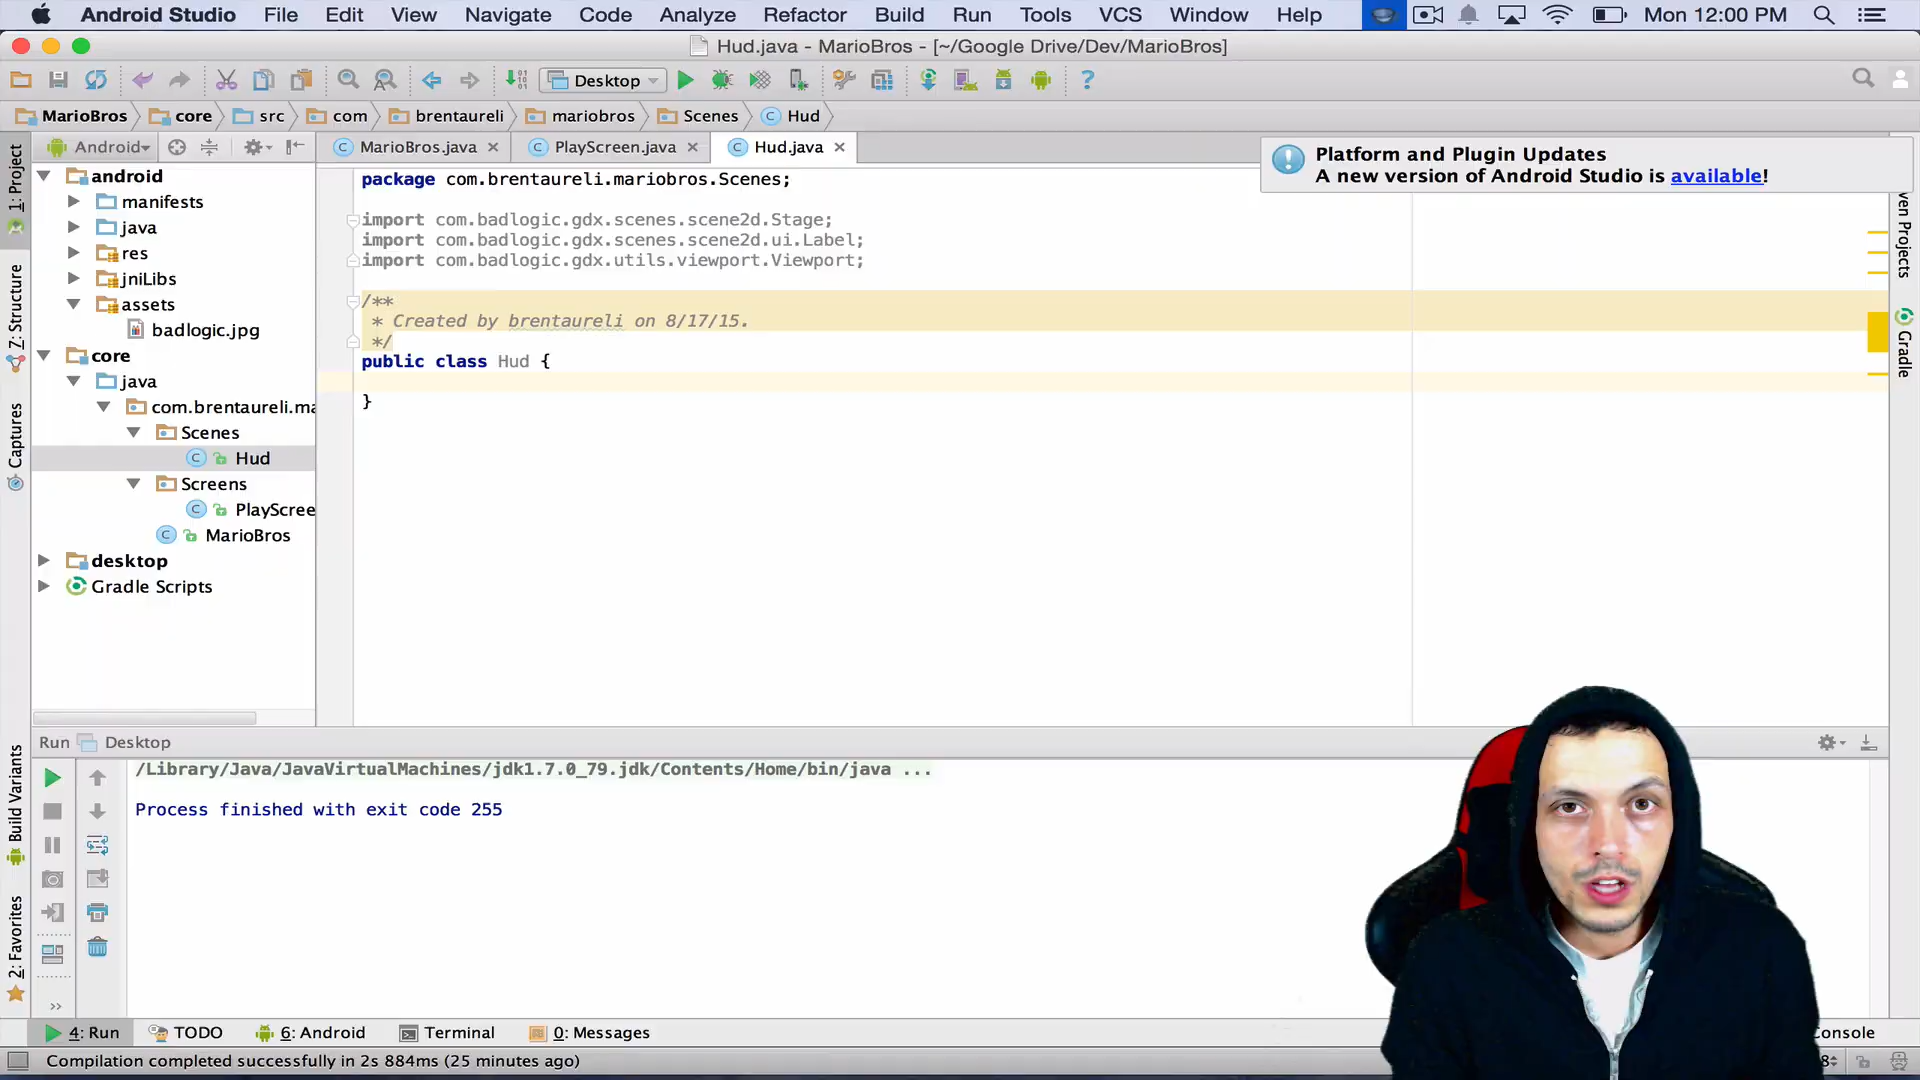 Android Studio File Edit View Navigate Code Analyze Refactor Build Run Tools VCS Window Help Mon 12:00 PM
Hud.java - MarioBros - [~/Google Drive/Dev/MarioBros]
Desktop
MarioBros core src com brentaureli mariobros Scenes Hud
Android MarioBros.java PlayScreen.java Hud.java
Platform and Plugin Updates
A new version of Android Studio is available!
1: Project
Z: Structure
Captures
Build Variants
2: Favorites
android
manifests
java
res
jniLibs
assets
badlogic.jpg
core
java
com.brentaureli.ma
Scenes
Hud
Screens
PlayScree
MarioBros
desktop
Gradle Scripts
package com.brentaureli.mariobros.Scenes;
import com.badlogic.gdx.scenes.scene2d.Stage;
import com.badlogic.gdx.scenes.scene2d.ui.Label;
import com.badlogic.gdx.utils.viewport.Viewport;
/**
* Created by brentaureli on 8/17/15.
*/
public class Hud {
}
ven Projects
Gradle
Run Desktop
/Library/Java/JavaVirtualMachines/jdk1.7.0_79.jdk/Contents/Home/bin/java ...
Process finished with exit code 255
4: Run TODO 6: Android Terminal 0: Messages Console
Compilation completed successfully in 2s 884ms (25 minutes ago)